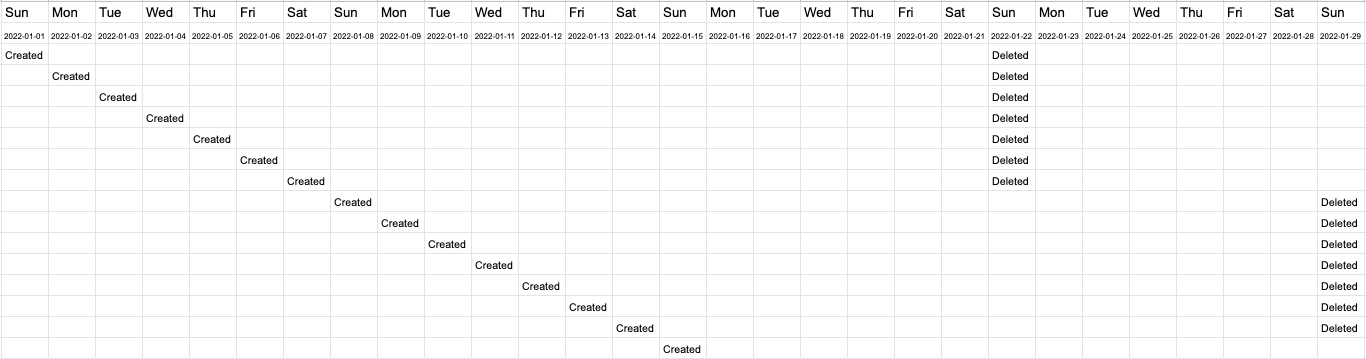 Sun Mon Tue Wed Thu Fri Sat Sun Mon Tue Wed Thu Fri Sat Sun Mon Tue Wed Thu Fri Sat Sun Mon Tue Wed Thu Fri Sat Sun
2022-01-01 2022-01-02 2022-01-03 2022-01-04 2022-01-05 2022-01-06 2022-01-07 2022-01-08 2022-01-09 2022-01-10 2022-01-11 2022-01-12 2022-01-13 2022-01-14 2022-01-15 2022-01-16 2022-01-17 2022-01-18 2022-01-19 2022-01-20 2022-01-21 2022-01-22 2022-01-23 2022-01-24 2022-01-25 2022-01-26 2022-01-27 2022-01-28 2022-01-29
Created Deleted
Created Deleted
Created Deleted
Created Deleted
Created Deleted
Created Deleted
Created Deleted
Created Deleted
Created Deleted
Created Deleted
Created Deleted
Created Deleted
Created Deleted
Created Deleted
Created